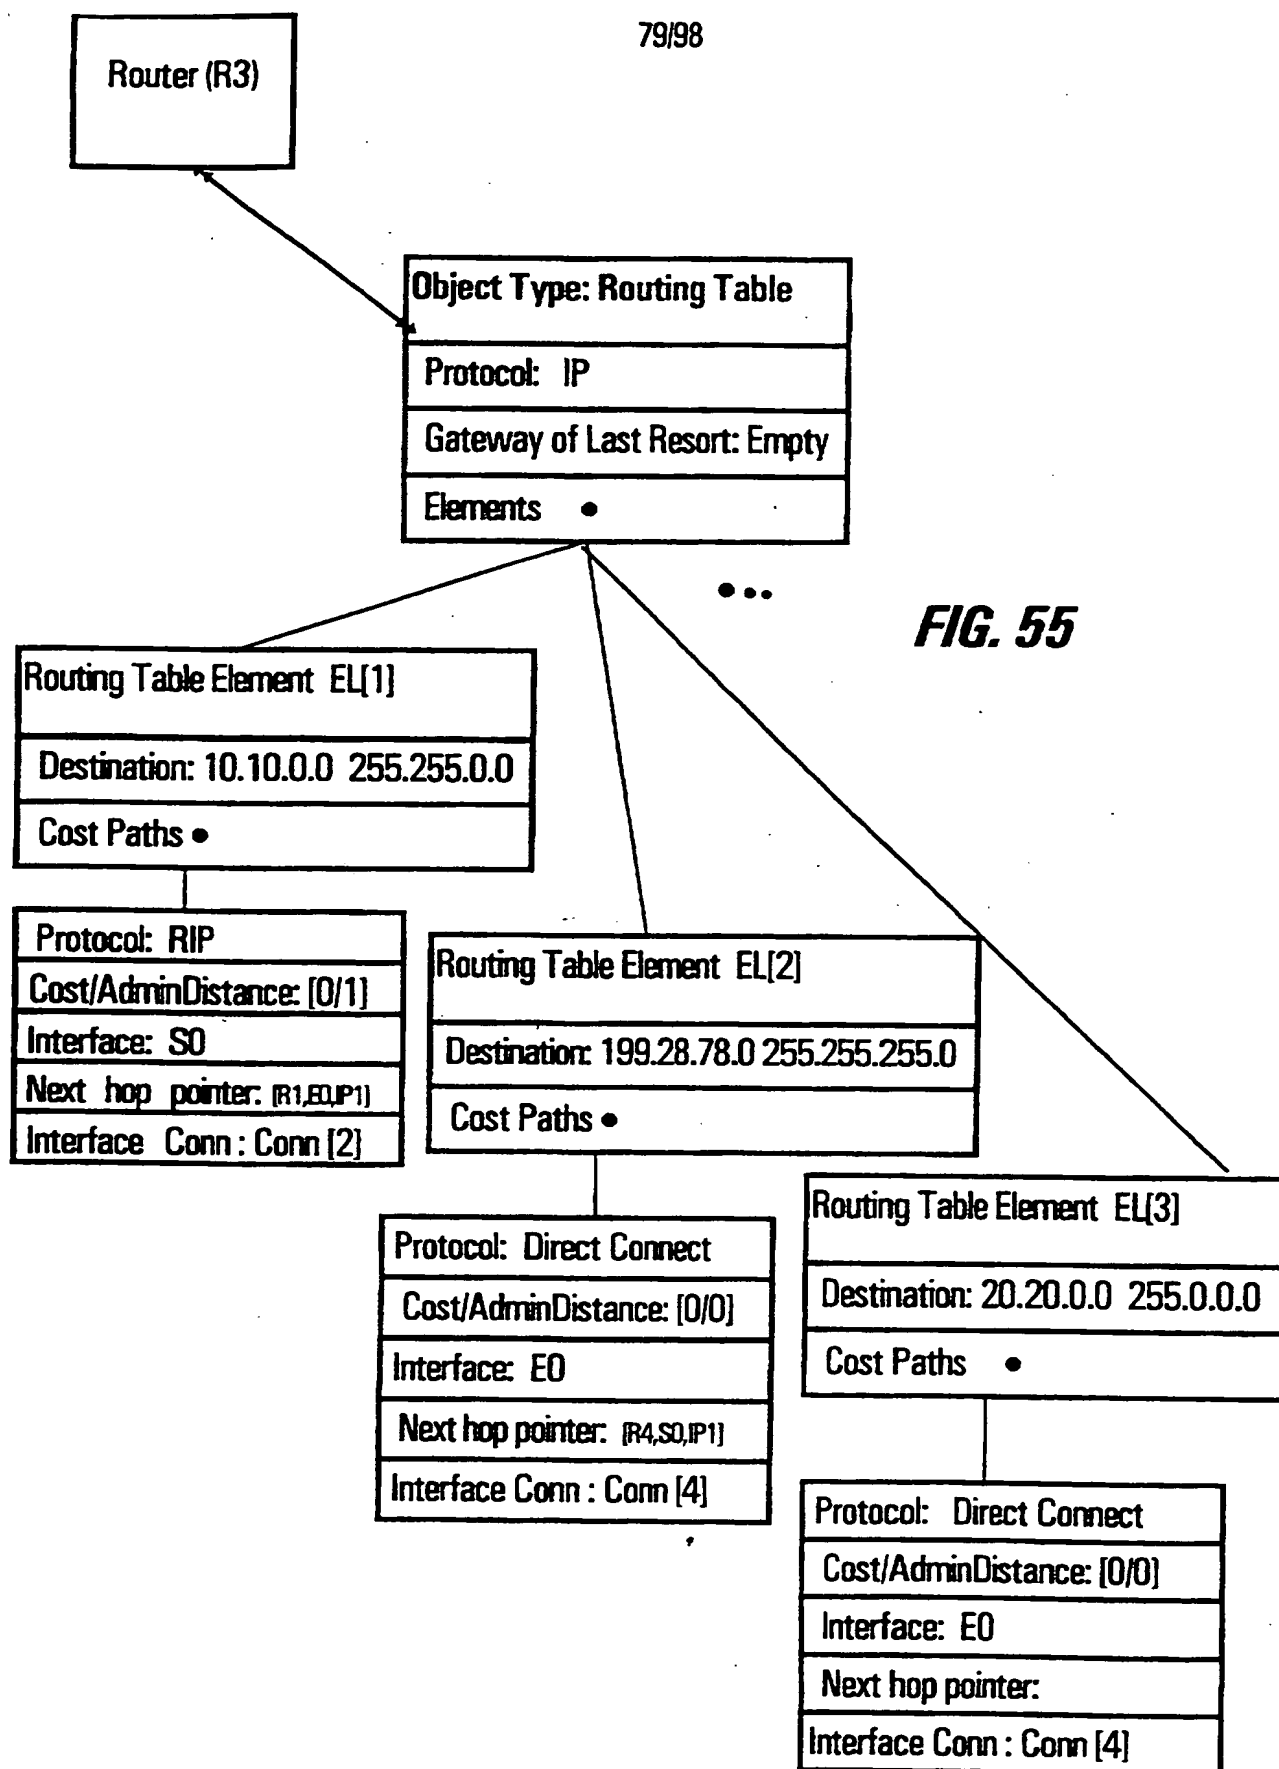 79/98
Router (R3)
Object Type: Routing Table
Protocol: IP
Gateway of Last Resort: Empty
Elements
FIG. 55
Routing Table Element EL[1]
Destination: 10.10.0.0 255.255.0.0
Cost Paths
Protocol: RIP
Cost/AdminDistance: [0/1]
Interface: S0
Next hop pointer: [R1,E0,IP1]
Interface Conn : Conn [2]
Routing Table Element EL[2]
Destination: 199.28.78.0 255.255.255.0
Cost Paths
Protocol: Direct Connect
Cost/AdminDistance: [0/0]
Interface: E0
Next hop pointer: [R4,S0,IP1]
Interface Conn : Conn [4]
Routing Table Element EL[3]
Destination: 20.20.0.0 255.0.0.0
Cost Paths
Protocol: Direct Connect
Cost/AdminDistance: [0/0]
Interface: E0
Next hop pointer:
Interface Conn : Conn [4]